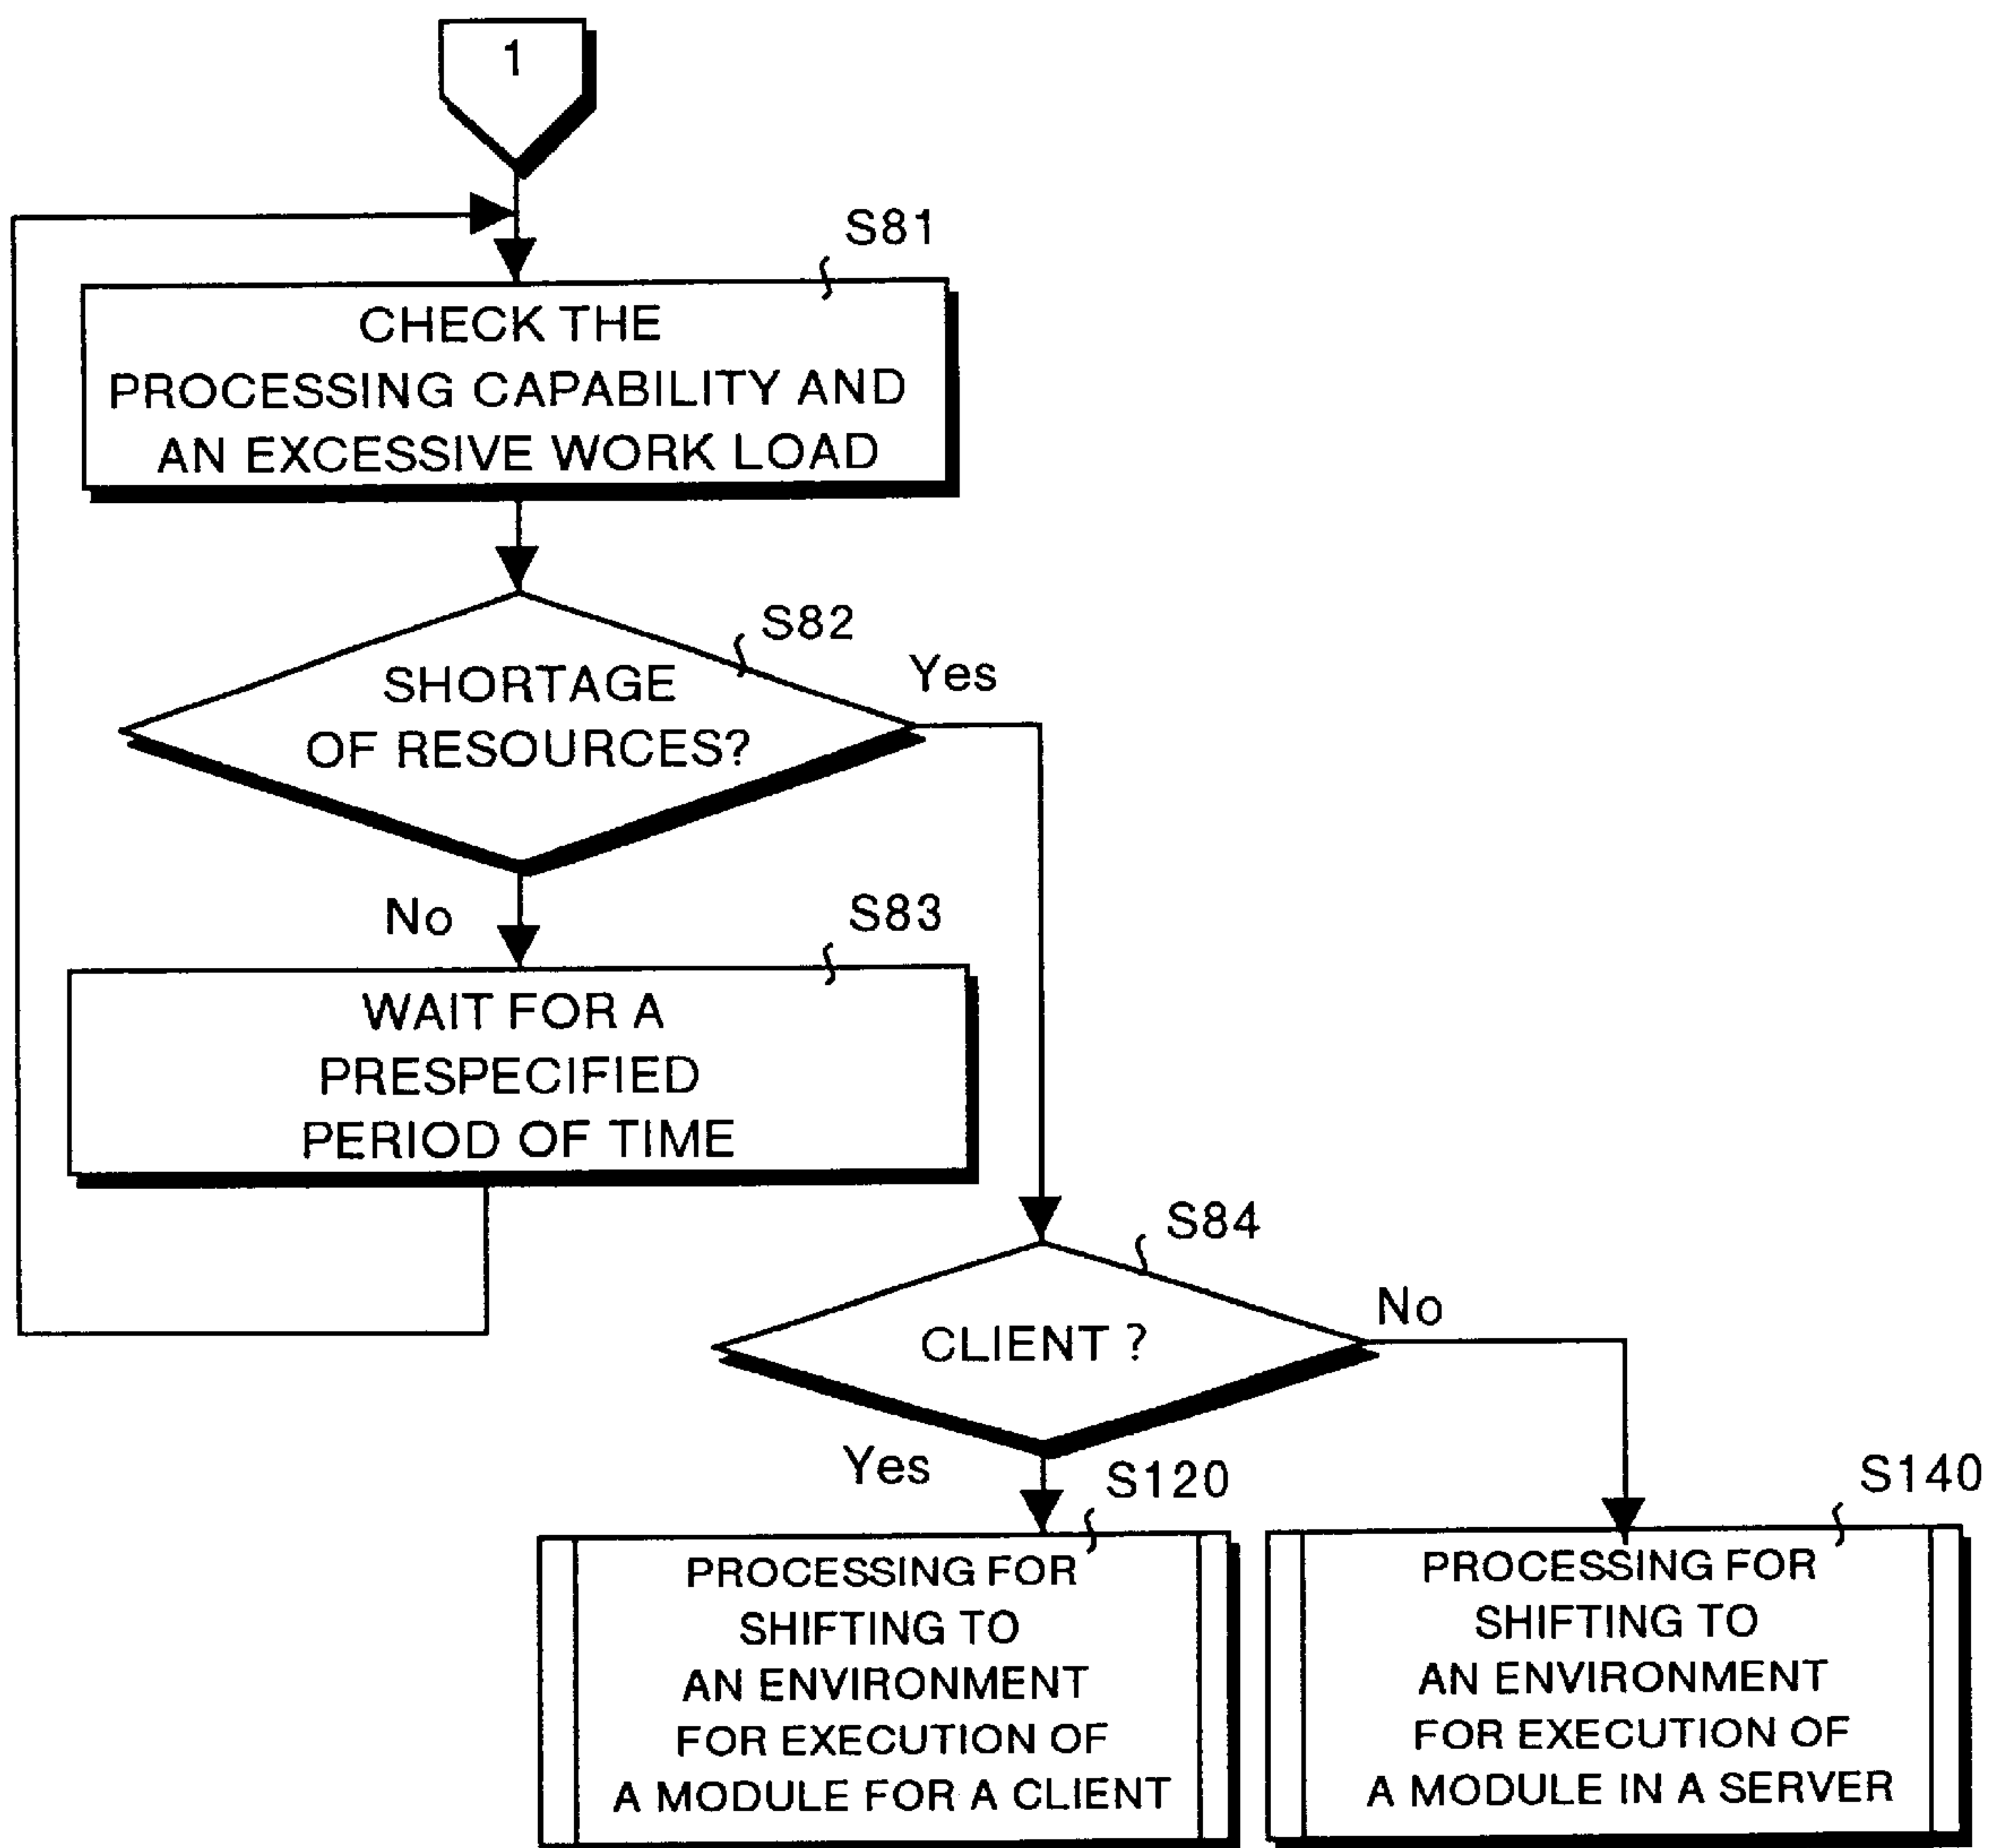 1
S81
CHECK THE
PROCESSING CAPABILITY AND
AN EXCESSIVE WORK LOAD
S82
SHORTAGE
OF RESOURCES?
Yes
No
S83
WAIT FOR A
PRESPECIFIED
PERIOD OF TIME
S84
CLIENT ?
No
Yes
S120
PROCESSING FOR
SHIFTING TO
AN ENVIRONMENT
FOR EXECUTION OF
A MODULE FOR A CLIENT
S140
PROCESSING FOR
SHIFTING TO
AN ENVIRONMENT
FOR EXECUTION OF
A MODULE IN A SERVER